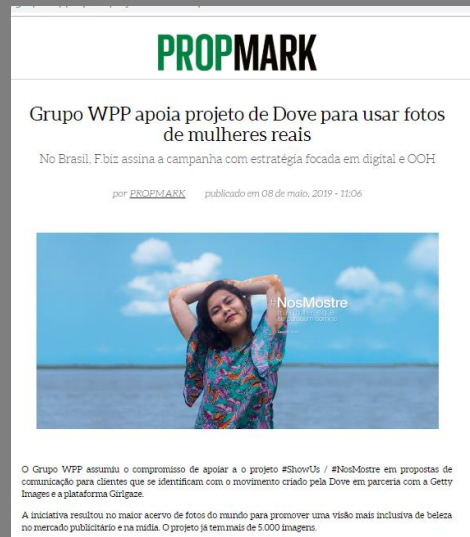 PROPMARK
Grupo WPP apoia projeto de Dove para usar fotos
de mulheres reais
No Brasil, F.biz assina a campanha com estratégia focada em digital e OOH
por PROPMARK publicado em 08 de maio, 2019 - 11:06
#NosMostre
O Grupo WPP assumiu o compromisso de apoiar a o projeto #ShowUs / #NosMostre em propostas de
comunicação para clientes que se identificam com o movimento criado pela Dove em parceria com a Getty
Images e a plataforma Girlgaze.
A iniciativa resultou no maior acervo de fotos do mundo para promover uma visão mais inclusiva de beleza
no mercado publicitário e na mídia. O projeto já tem mais de 5.000 imagens.